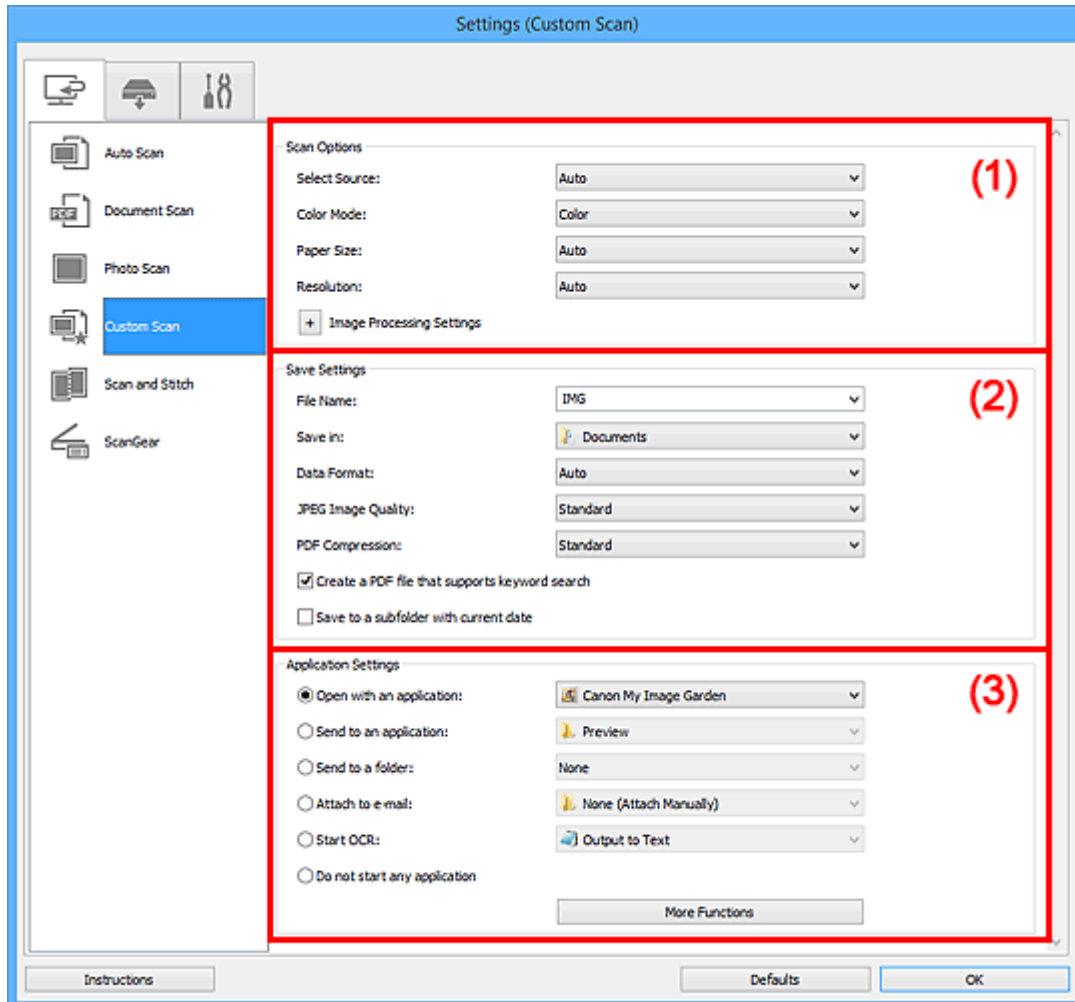 Settings (Custom Scan)
Auto Scan
Document Scan
Photo Scan
Custom Scan
Scan and Stitch
ScanGear
Scan Options
(1)
Select Source: Auto
Color Mode: Color
Paper Size: Auto
Resolution: Auto
+ Image Processing Settings
Save Settings
(2)
File Name: IMG
Save in: Documents
Data Format: Auto
JPEG Image Quality: Standard
PDF Compression: Standard
Create a PDF file that supports keyword search
Save to a subfolder with current date
Application Settings
(3)
Open with an application: Canon My Image Garden
Send to an application: Preview
Send to a folder: None
Attach to e-mail: None (Attach Manually)
Start OCR: Output to Text
Do not start any application
More Functions
Instructions Defaults OK